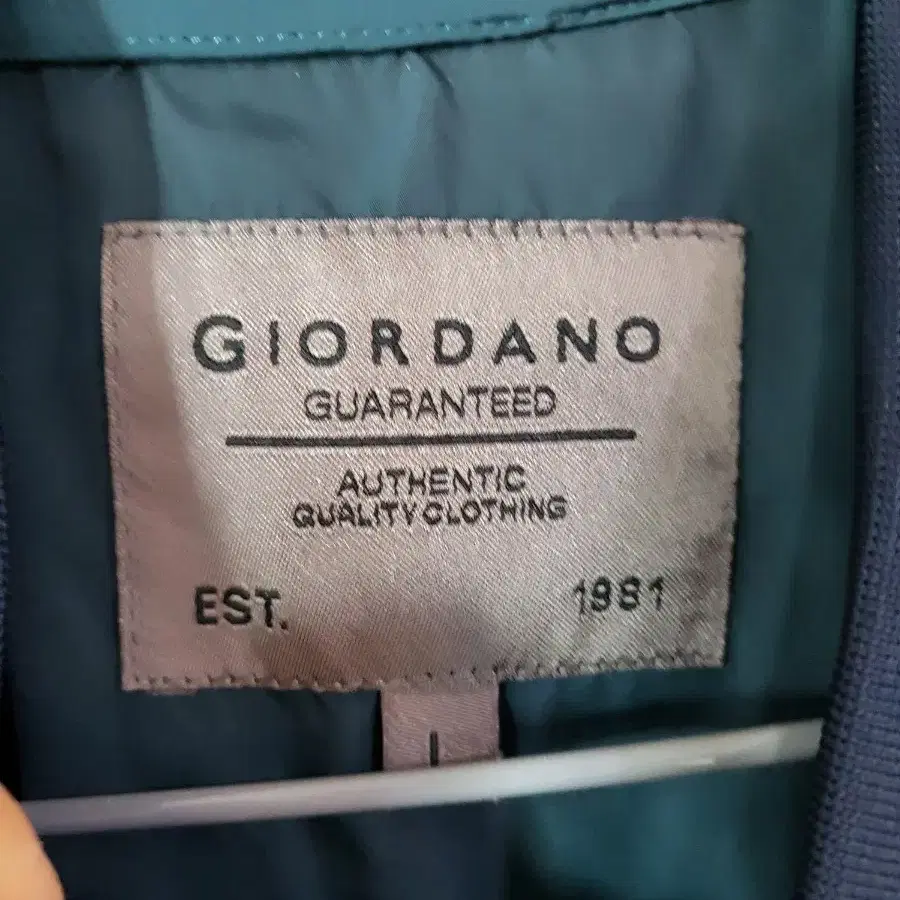 GIORDANO
GUARANTEED
AUTHENTIC
QUALITY CLOTHING
EST. 1981